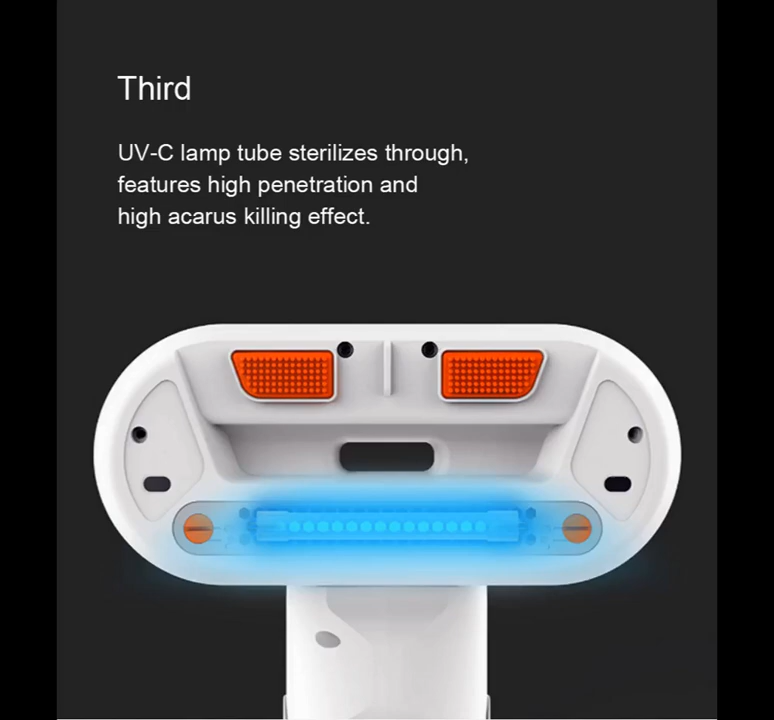 Third
UV-C lamp tube sterilizes through,
features high penetration and
high acarus killing effect.